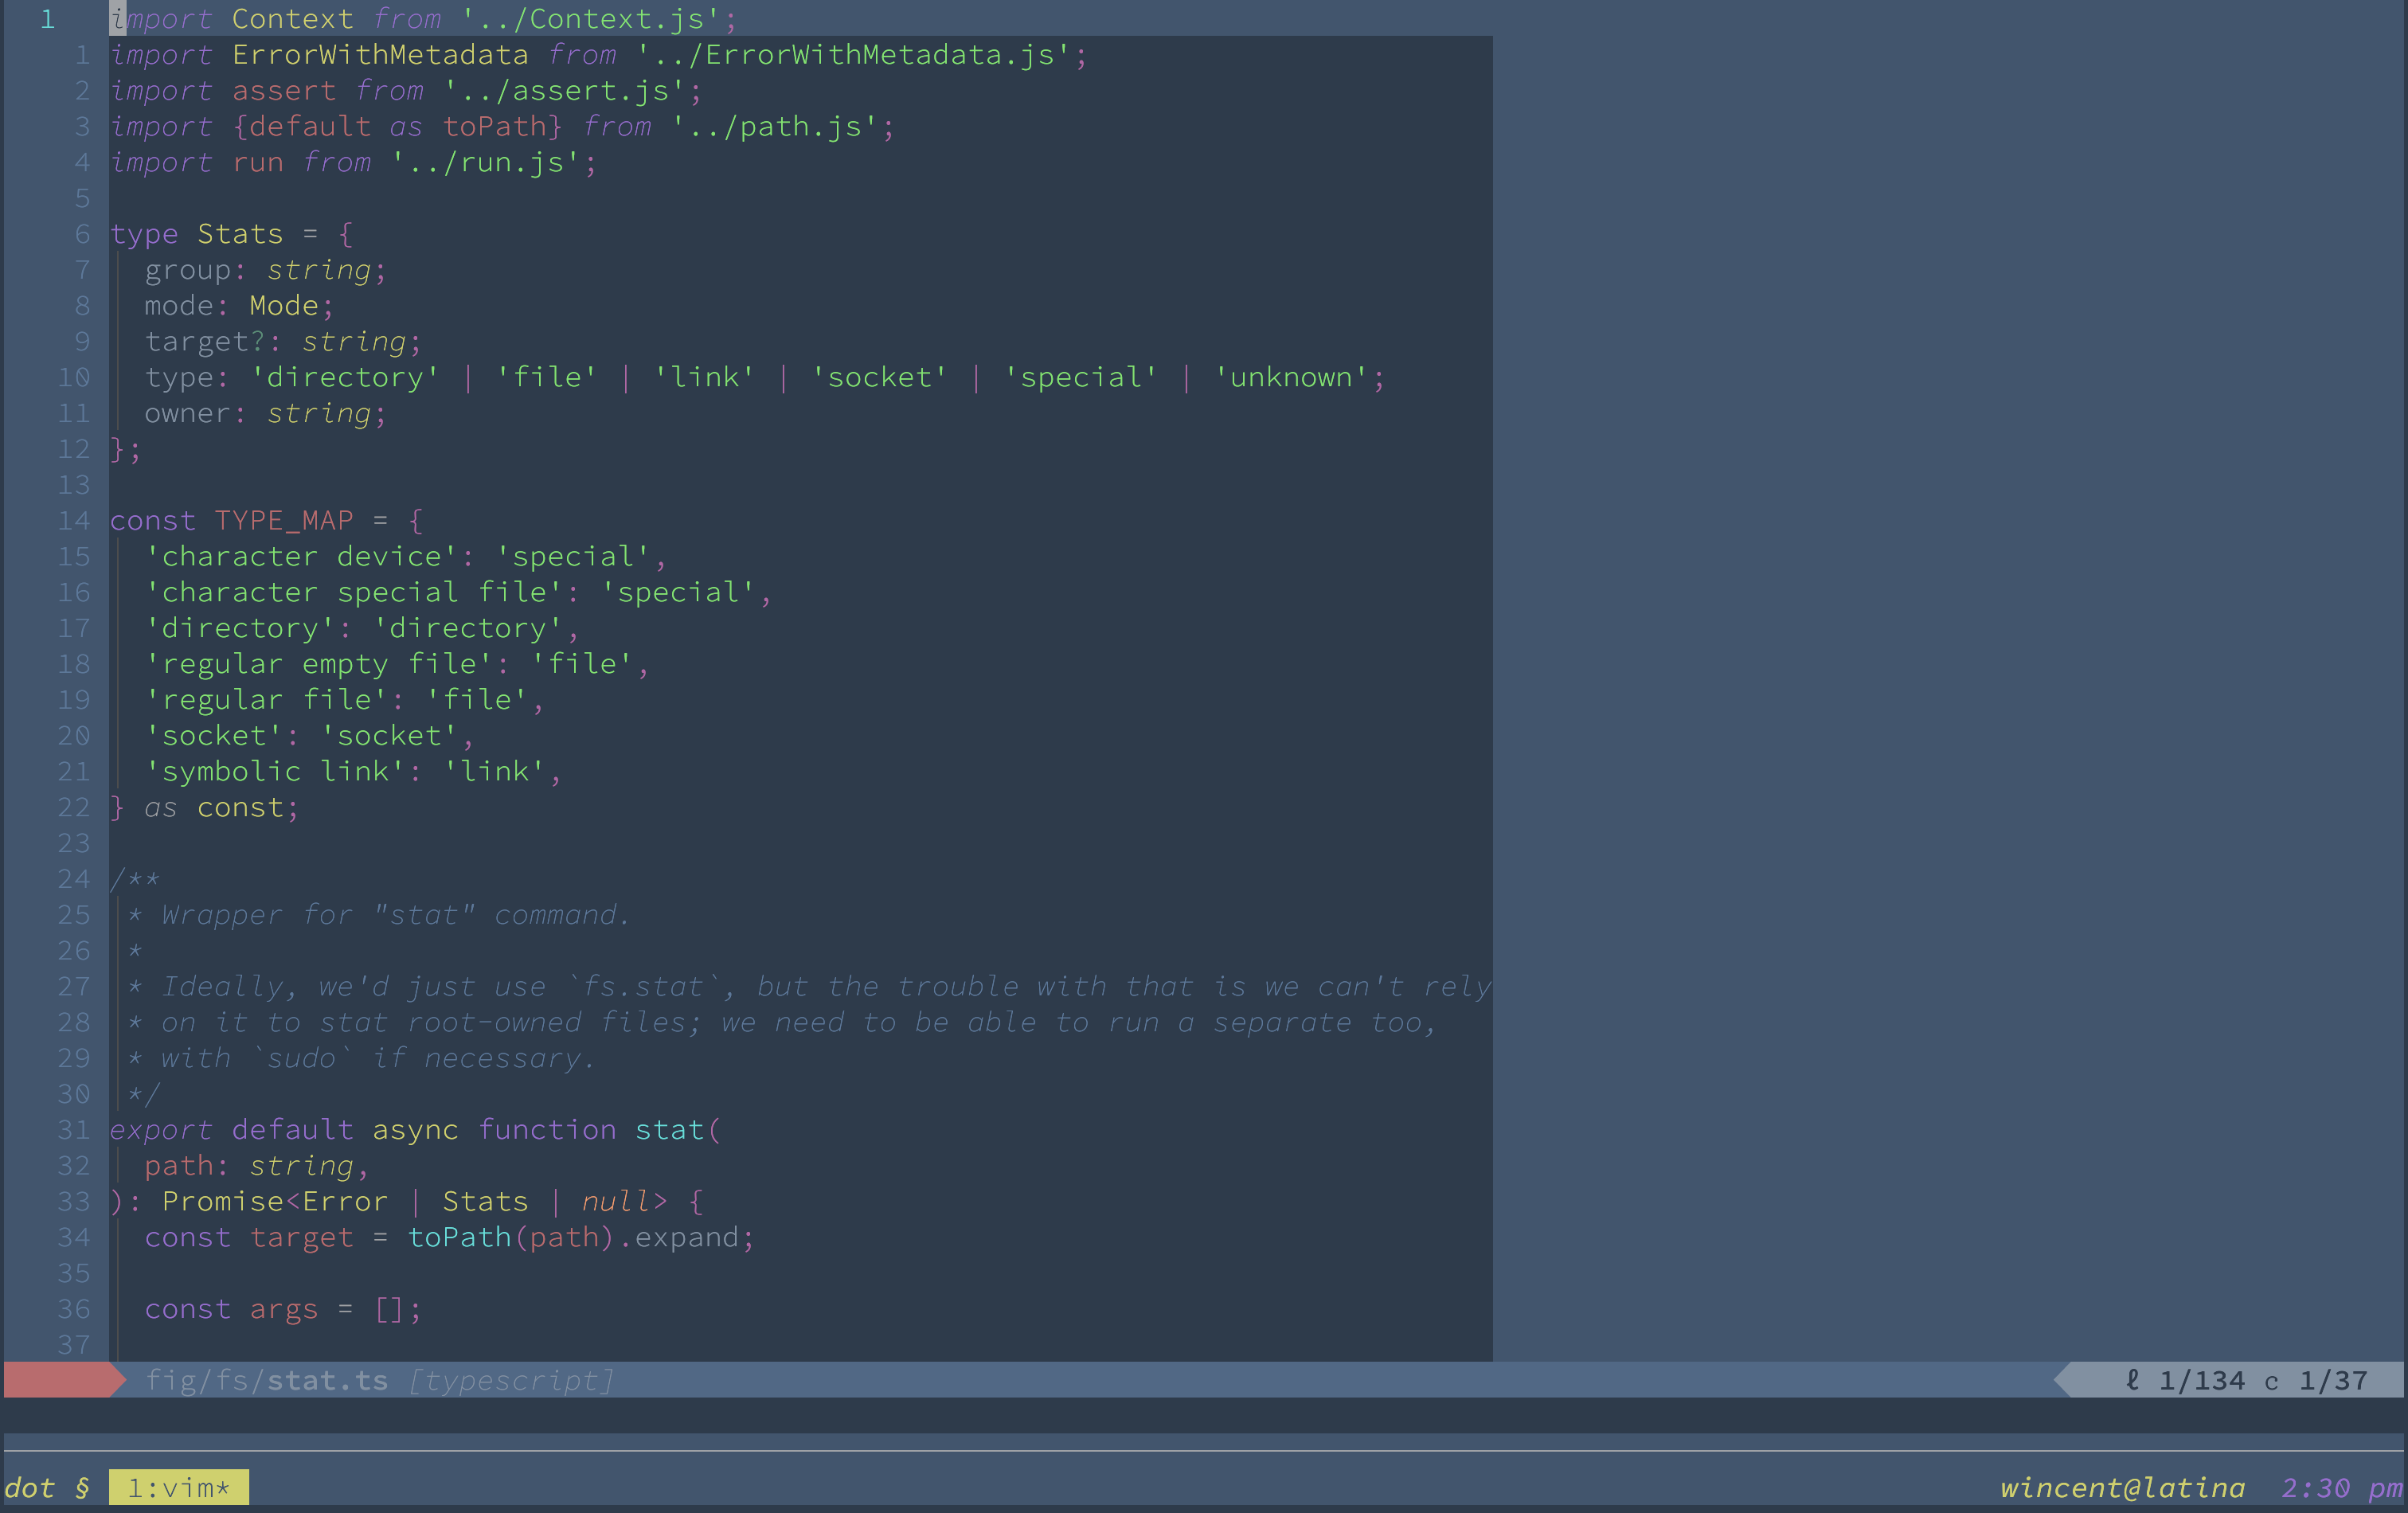 1 import Context from '../Context.js';
1 import ErrorWithMetadata from '../ErrorWithMetadata.js';
2 import assert from '../assert.js';
3 import {default as toPath} from '../path.js';
4 import run from '../run.js';
5
6 type Stats = {
7 group: string;
8 mode: Mode;
9 target?: string;
10 type: 'directory' | 'file' | 'link' | 'socket' | 'special' | 'unknown';
11 owner: string;
12 };
13
14 const TYPE_MAP = {
15 'character device': 'special',
16 'character special file': 'special',
17 'directory': 'directory',
18 'regular empty file': 'file',
19 'regular file': 'file',
20 'socket': 'socket',
21 'symbolic link': 'link',
22 } as const;
23
24 /**
25 * Wrapper for "stat" command.
26 *
27 * Ideally, we'd just use `fs.stat`, but the trouble with that is we can't rely
28 * on it to stat root-owned files; we need to be able to run a separate too,
29 * with `sudo` if necessary.
30 */
31 export default async function stat(
32 path: string,
33 ): Promise<Error | Stats | null> {
34 const target = toPath(path).expand;
35
36 const args = [];
37
fig/fs/stat.ts [typescript] ℓ 1/134 c 1/37
dot § 1:vim* wincent@latina 2:30 pm